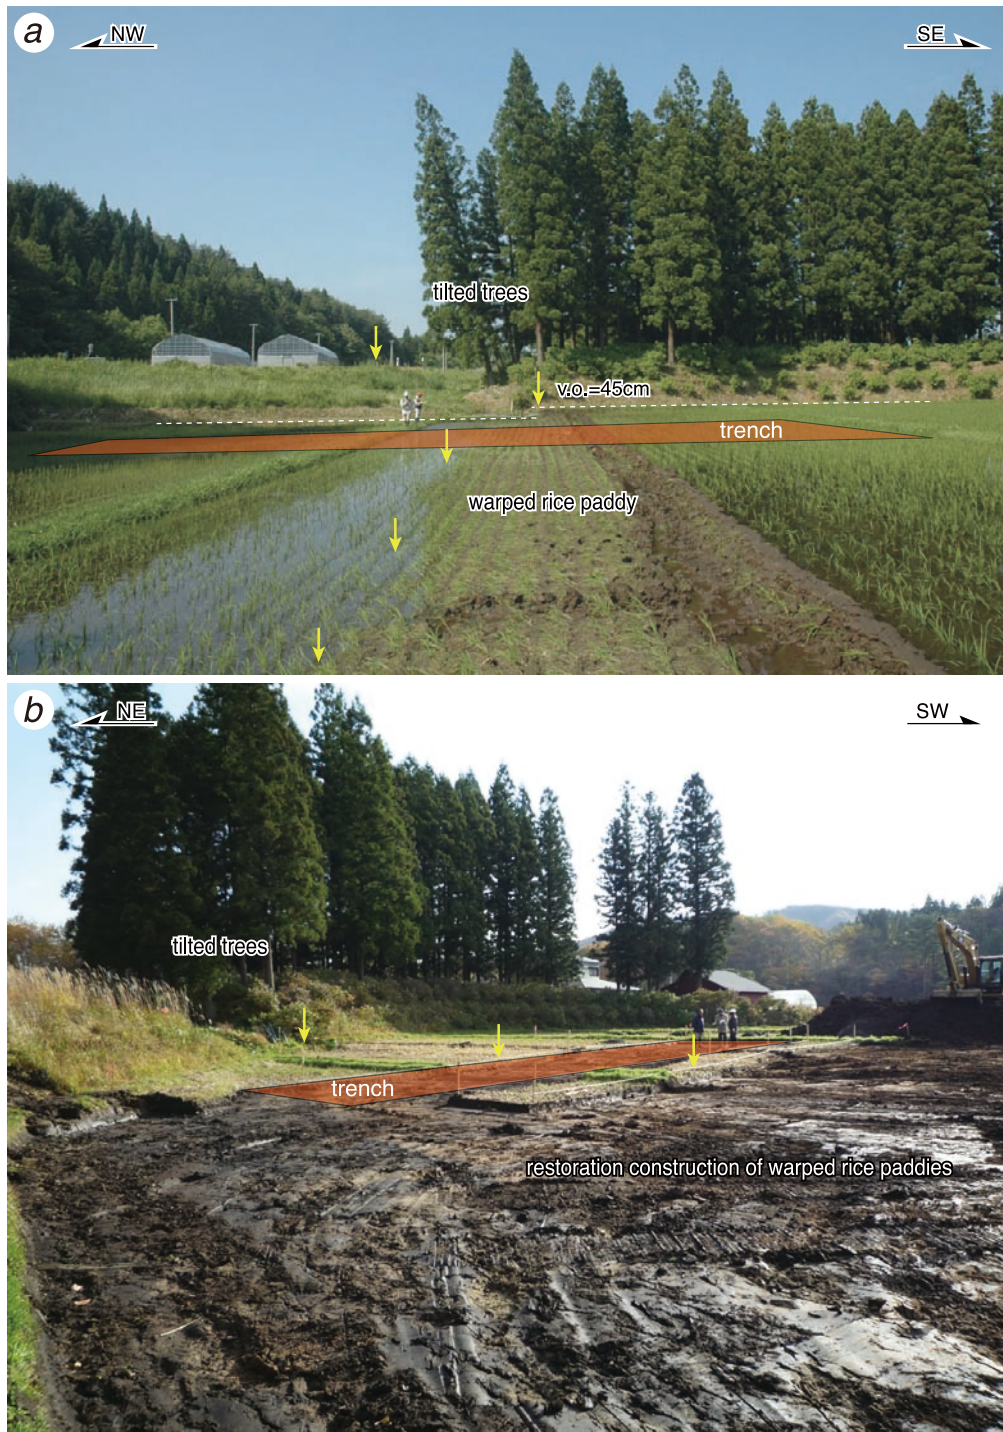 a
NW
SE
tilted trees
v.o.=45cm
trench
warped rice paddy
b
NE
SW
tilted trees
trench
restoration construction of warped rice paddies